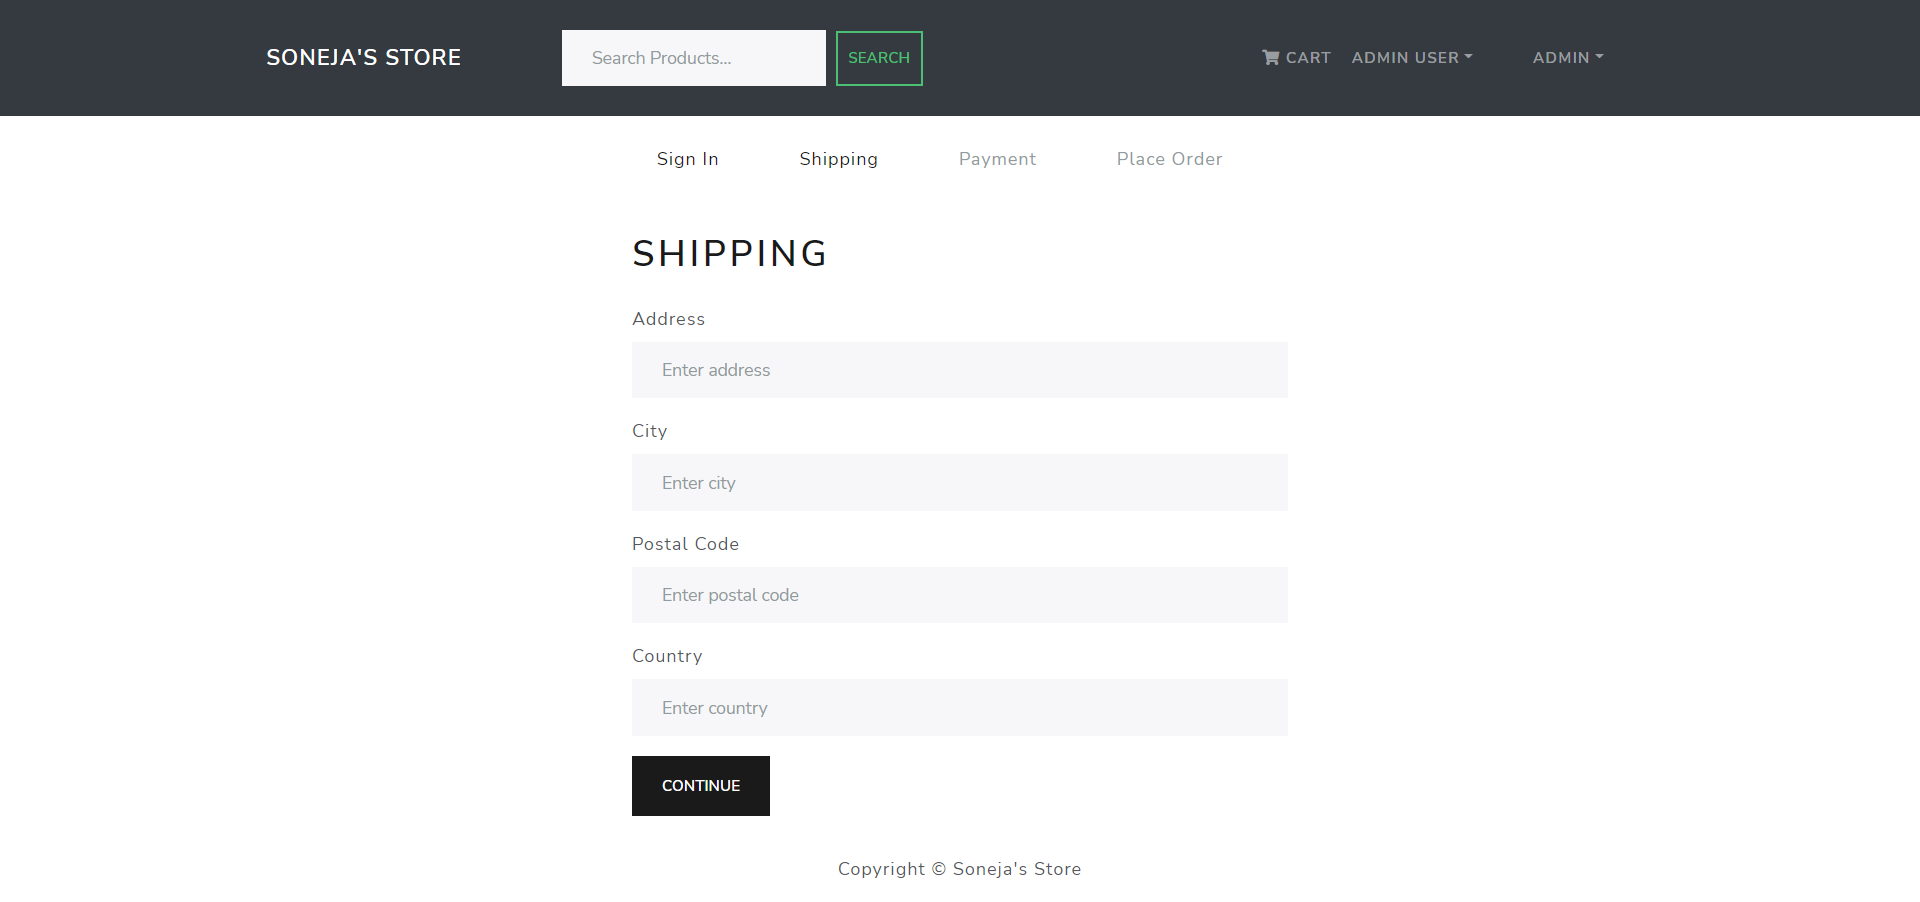 SONEJA'S STORE Search Products... SEARCH CART ADMIN USER ADMIN
Sign In Shipping Payment Place Order
SHIPPING
Address
Enter address
City
Enter city
Postal Code
Enter postal code
Country
Enter country
CONTINUE
Copyright © Soneja's Store